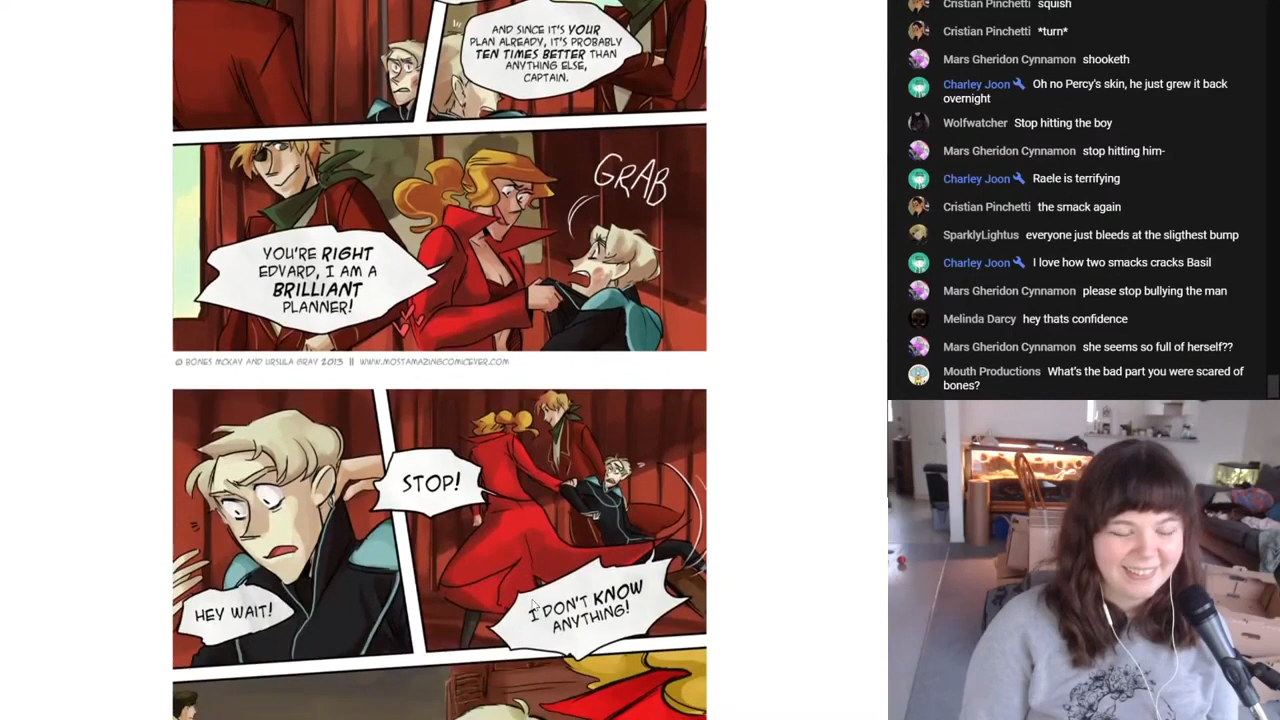 AND SINCE IT'S YOUR
PLAN ALREADY, IT'S PROBABLY
TEN TIMES BETTER THAN
ANYTHING ELSE,
CAPTAIN.
GRAB
YOU'RE RIGHT
EDVARD, I AM A
BRILLIANT
PLANNER!
© BONES MCKAY AND URSULA GRAY 2013 || WWW.MOSTAMAZINGCOMICEVER.COM
HEY WAIT!
STOP!
I DON'T KNOW
ANYTHING!
Cristian Pinchetti squish
Cristian Pinchetti *turn*
Mars Gheridon Cynnamon shooketh
Charley Joon Oh no Percy's skin, he just grew it back
overnight
Wolfwatcher Stop hitting the boy
Mars Gheridon Cynnamon stop hitting him-
Charley Joon Raele is terrifying
Cristian Pinchetti the smack again
SparklyLightus everyone just bleeds at the sligthest bump
Charley Joon I love how two smacks cracks Basil
Mars Gheridon Cynnamon please stop bullying the man
Melinda Darcy hey thats confidence
Mars Gheridon Cynnamon she seems so full of herself??
Mouth Productions What's the bad part you were scared of
bones?